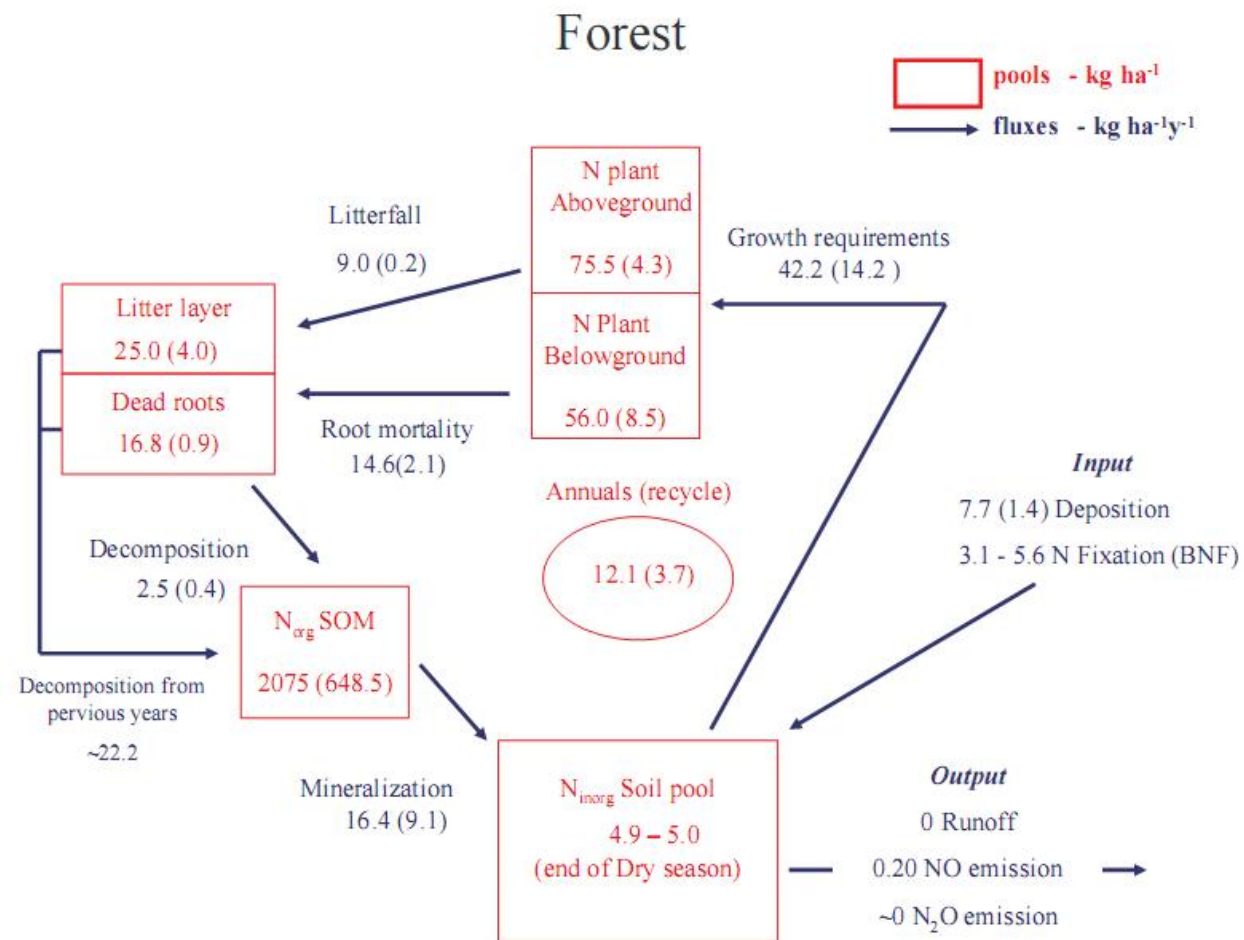 Forest
pools - kg ha-1
fluxes - kg ha-1y-1
N plant
Aboveground
75.5 (4.3)
N Plant
Belowground
56.0 (8.5)
Litterfall
9.0 (0.2)
Growth requirements
42.2 (14.2 )
Litter layer
25.0 (4.0)
Dead roots
16.8 (0.9)
Root mortality
14.6(2.1)
Input
7.7 (1.4) Deposition
3.1 - 5.6 N Fixation (BNF)
Annuals (recycle)
12.1 (3.7)
Decomposition
2.5 (0.4)
Norg SOM
2075 (648.5)
Decomposition from
pervious years
~22.2
Mineralization
16.4 (9.1)
Ninorg Soil pool
4.9 – 5.0
(end of Dry season)
Output
0 Runoff
0.20 NO emission
~0 N2O emission